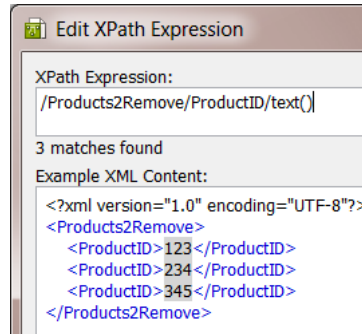 Edit XPath Expression
XPath Expression:
/Products2Remove/ProductID/text()
3 matches found
Example XML Content:
<?xml version="1.0" encoding="UTF-8"?>
<Products2Remove>
<ProductID>123</ProductID>
<ProductID>234</ProductID>
<ProductID>345</ProductID>
</Products2Remove>